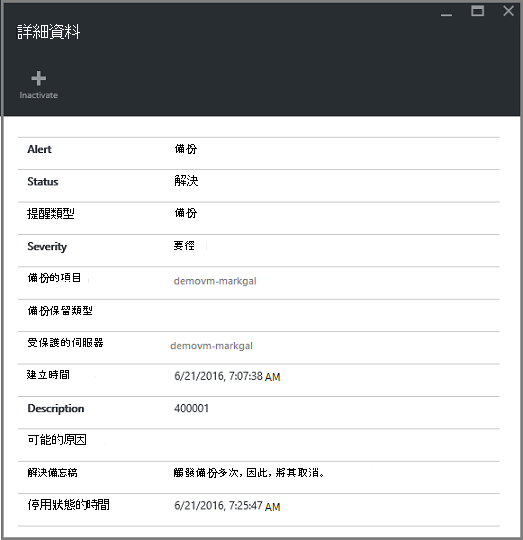 詳細資料
Inactivate
Alert 備份
Status 解決
提醒類型 備份
Severity 要徑
備份的項目 demovm-markgal
備份保留類型
受保護的伺服器 demovm-markgal
建立時間 6/21/2016, 7:07:38 AM
Description 400001
可能的原因
解決備忘稿 觸發備份多次，因此，將其取消。
停用狀態的時間 6/21/2016, 7:25:47 AM